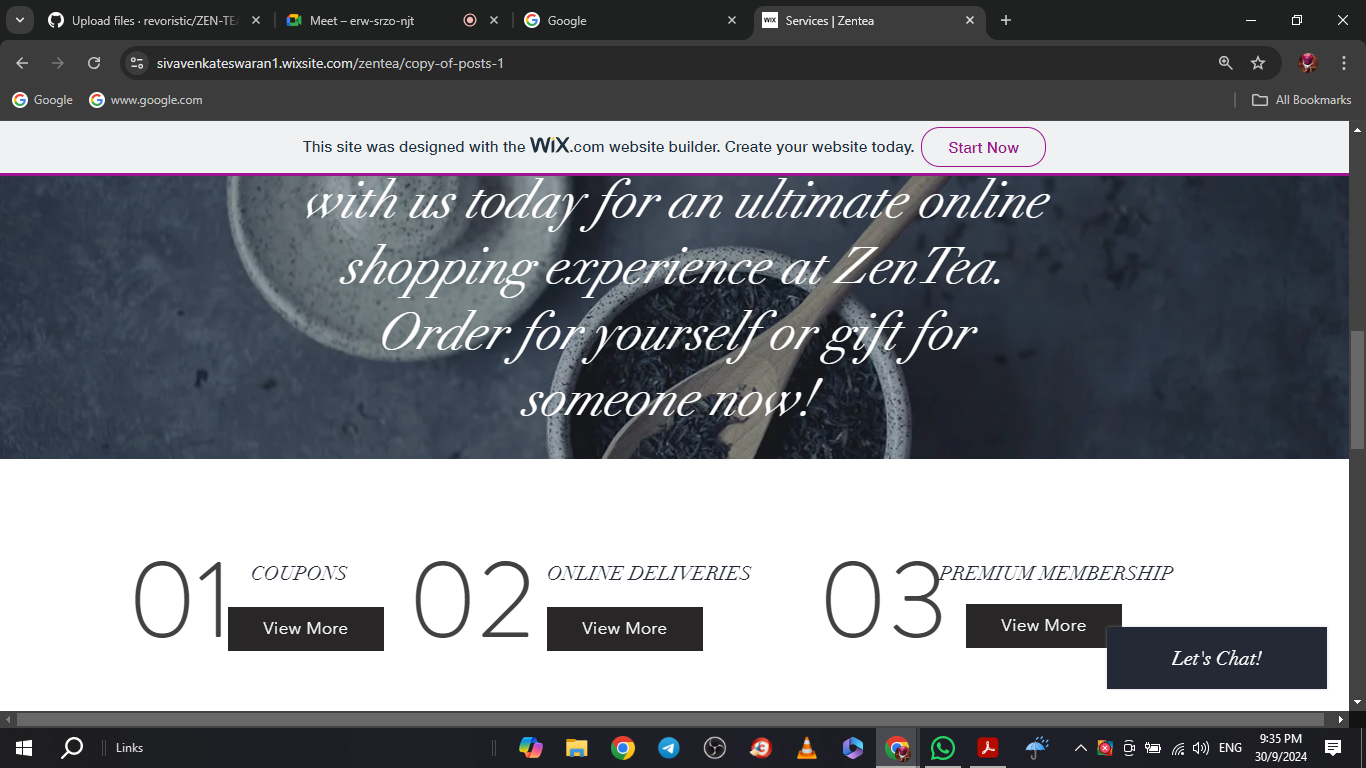 Upload files · revoristic/ZEN-TEA
Meet – erw-srzo-njt
Google
Services | Zentea
sivavenkateswaran1.wixsite.com/zentea/copy-of-posts-1
Google
www.google.com
All Bookmarks
This site was designed with the WiX.com website builder. Create your website today.
Start Now
with us today for an ultimate online
shopping experience at ZenTea.
Order for yourself or gift for
someone now!
01 COUPONS
View More
02 ONLINE DELIVERIES
View More
03 PREMIUM MEMBERSHIP
View More
Let's Chat!
Links
ENG
9:35 PM
30/9/2024